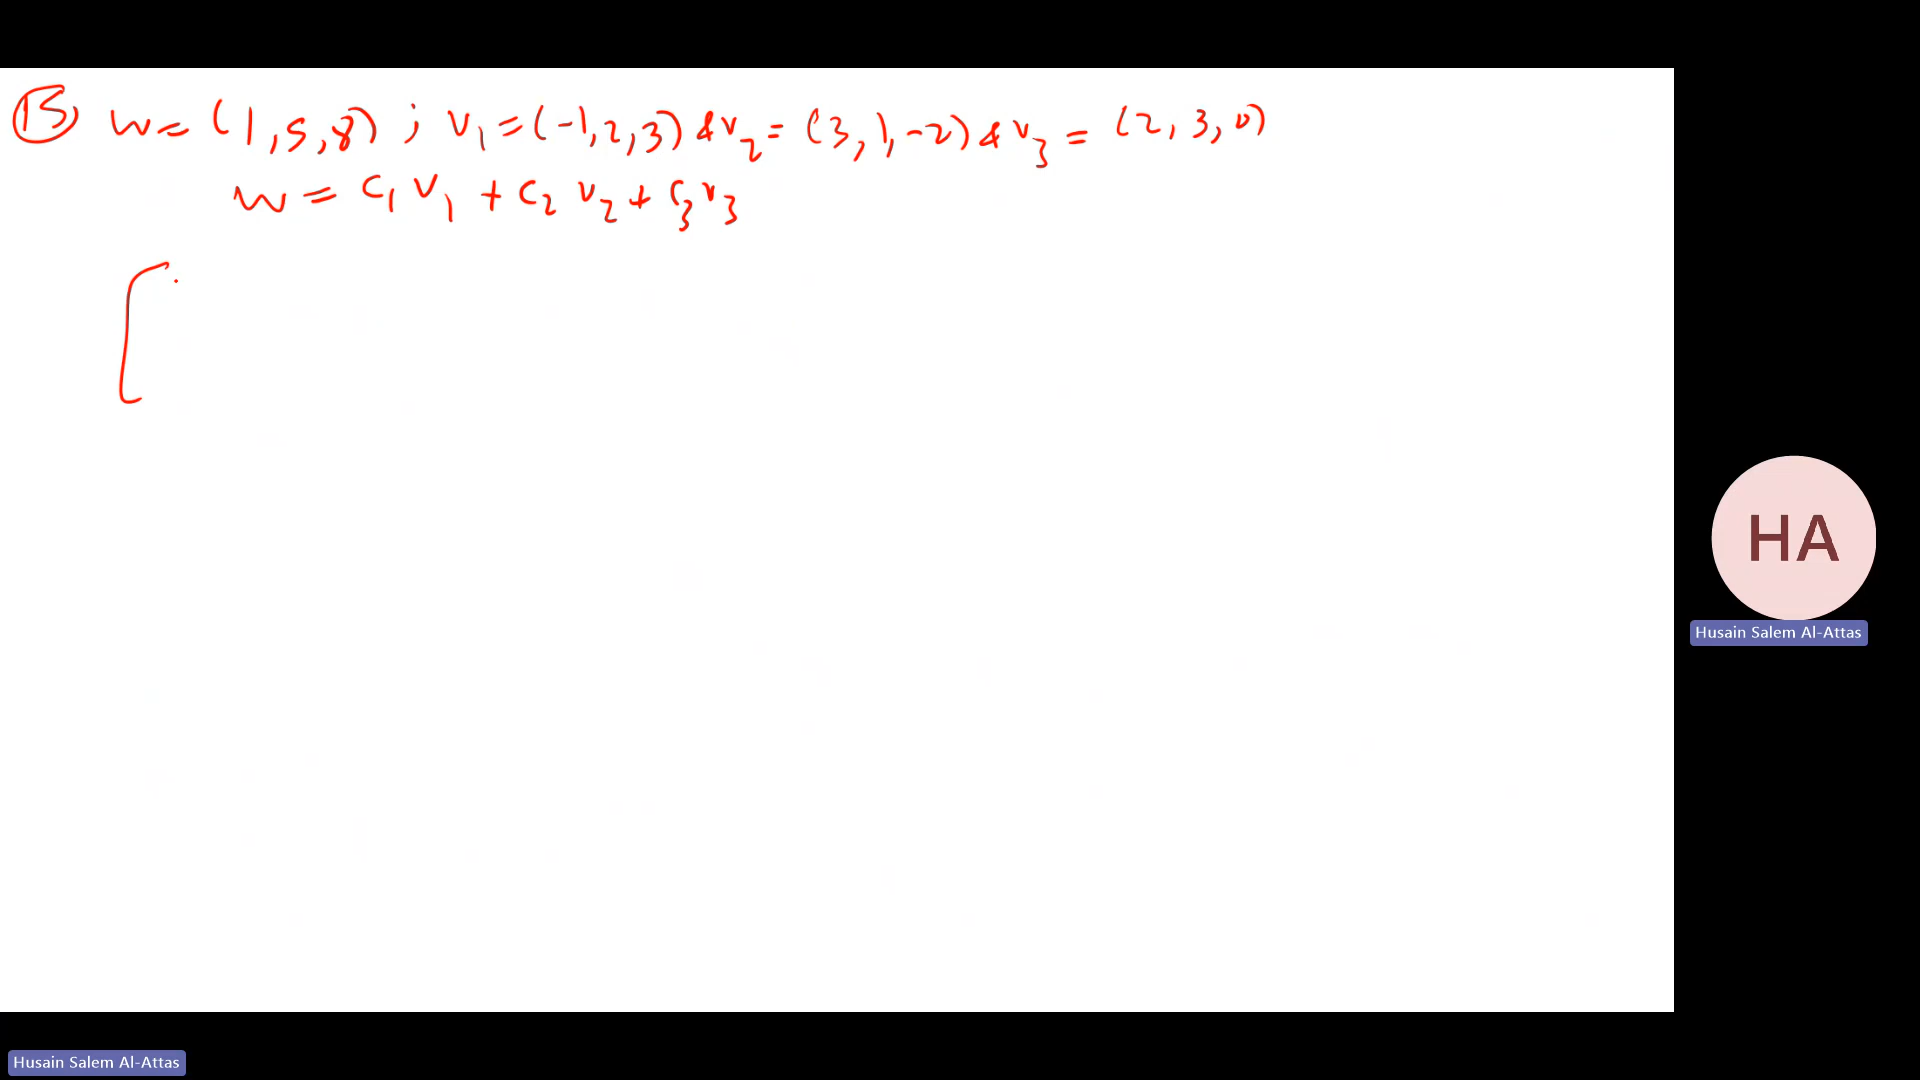 15 w = (1,5,8) ; v₁ = (-1,2,3) & v₂ = (3,1,-2) & v₃ = (2,3,0)
w = c₁ v₁ + c₂ v₂ + c₃ v₃
[
HA
Husain Salem Al-Attas
Husain Salem Al-Attas